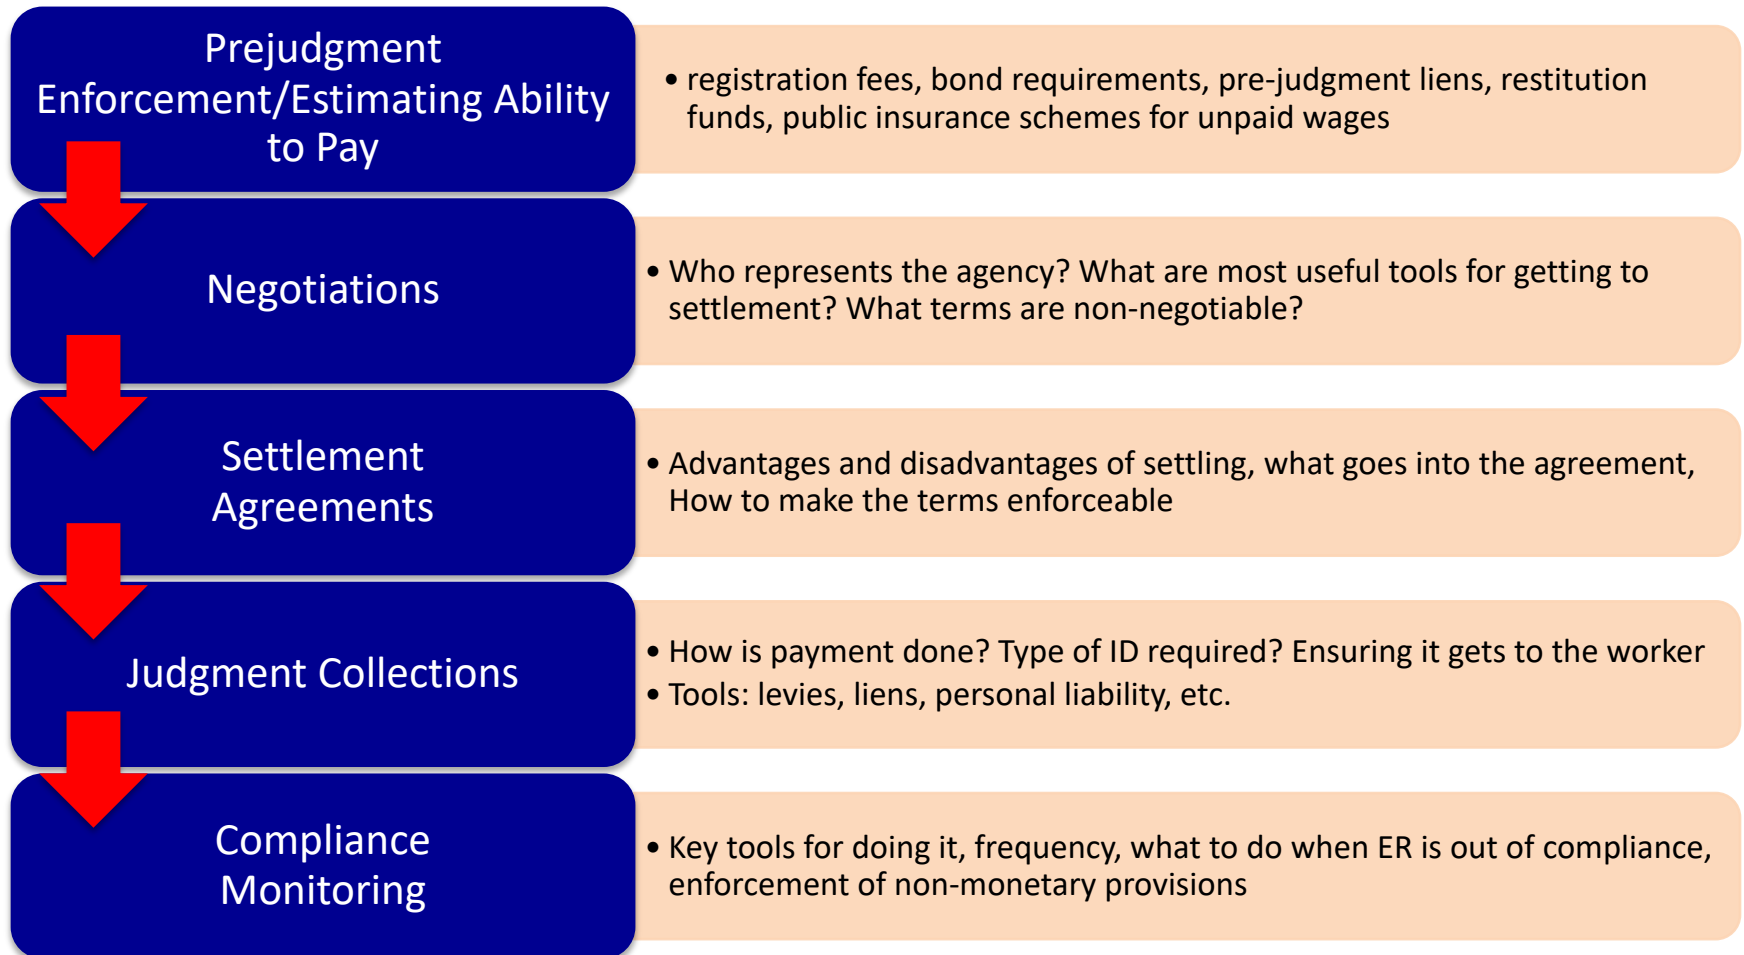 Prejudgment
Enforcement/Estimating Ability
to Pay
• registration fees, bond requirements, pre-judgment liens, restitution
funds, public insurance schemes for unpaid wages
Negotiations
• Who represents the agency? What are most useful tools for getting to
settlement? What terms are non-negotiable?
Settlement
Agreements
• Advantages and disadvantages of settling, what goes into the agreement,
How to make the terms enforceable
Judgment Collections
• How is payment done? Type of ID required? Ensuring it gets to the worker
• Tools: levies, liens, personal liability, etc.
Compliance
Monitoring
• Key tools for doing it, frequency, what to do when ER is out of compliance,
enforcement of non-monetary provisions